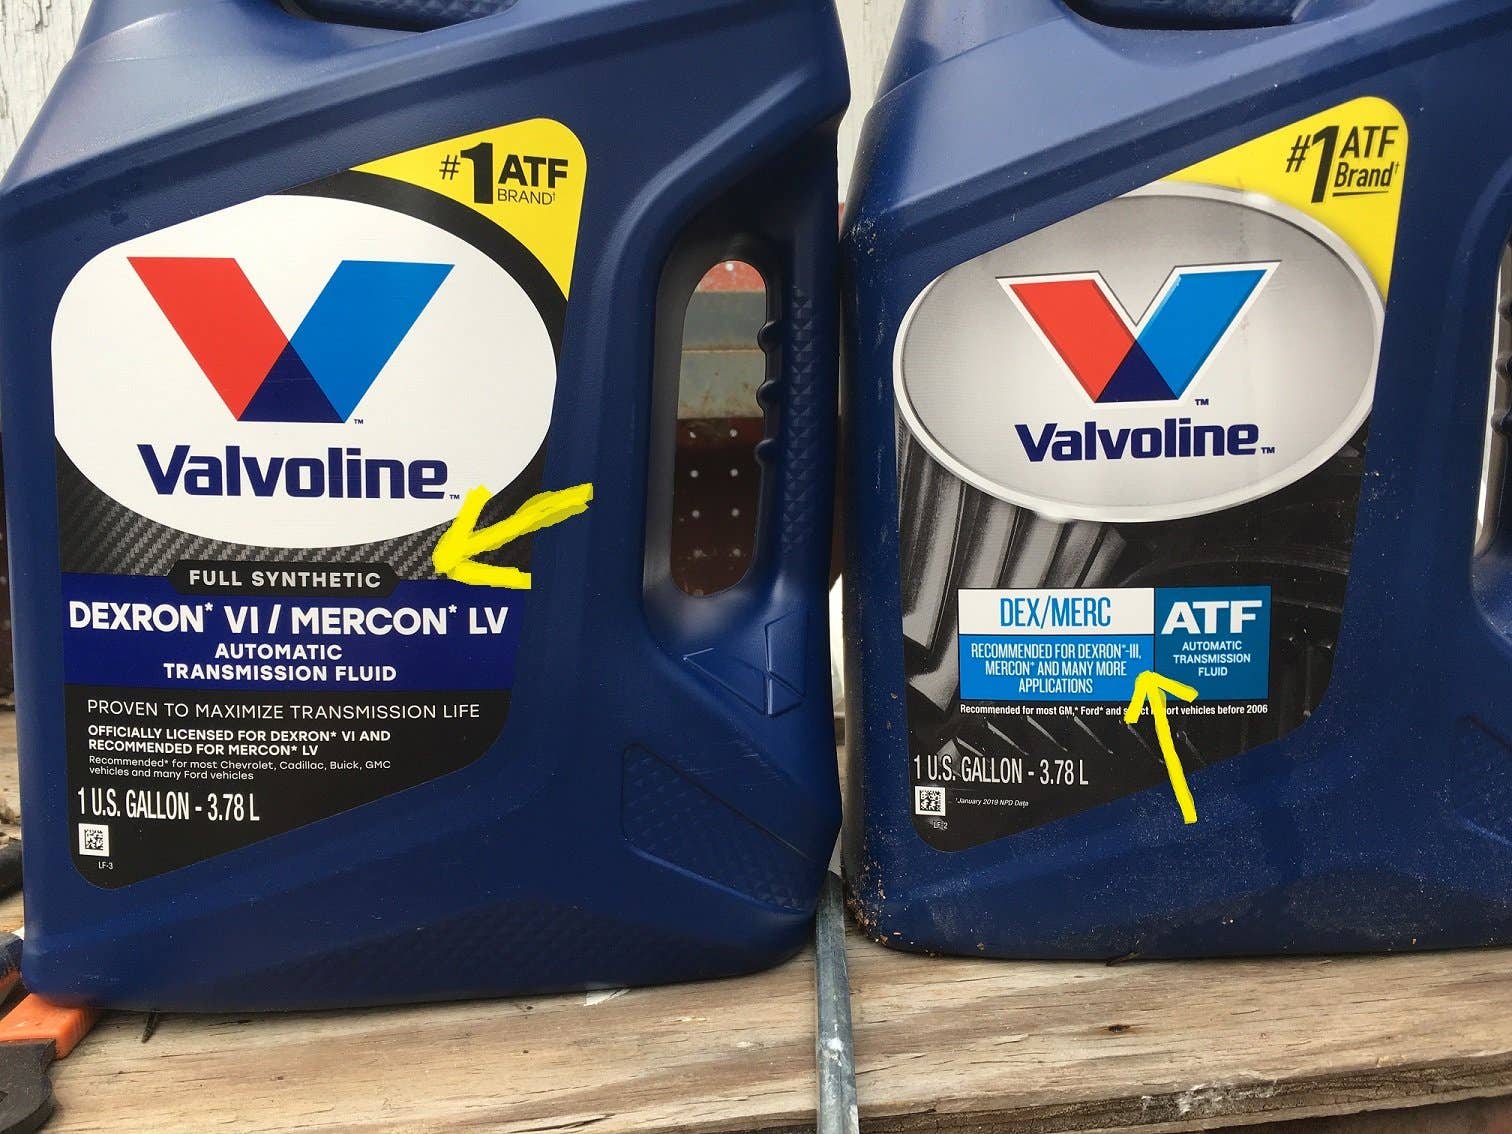 #1 ATF
BRAND†
Valvoline™
FULL SYNTHETIC
DEXRON* VI / MERCON* LV
AUTOMATIC
TRANSMISSION FLUID
PROVEN TO MAXIMIZE TRANSMISSION LIFE
OFFICIALLY LICENSED FOR DEXRON* VI AND
RECOMMENDED FOR MERCON* LV
Recommended* for most Chevrolet, Cadillac, Buick, GMC
vehicles and many Ford vehicles
1 U.S. GALLON - 3.78 L
LF-3
#1 ATF
Brand†
Valvoline™
DEX/MERC
RECOMMENDED FOR DEXRON*-III,
MERCON* AND MANY MORE
APPLICATIONS
ATF
AUTOMATIC
TRANSMISSION
FLUID
Recommended for most GM,* Ford* and vehicles before 2006
1 U.S. GALLON - 3.78 L
†January 2019 NPD Data
LF-2